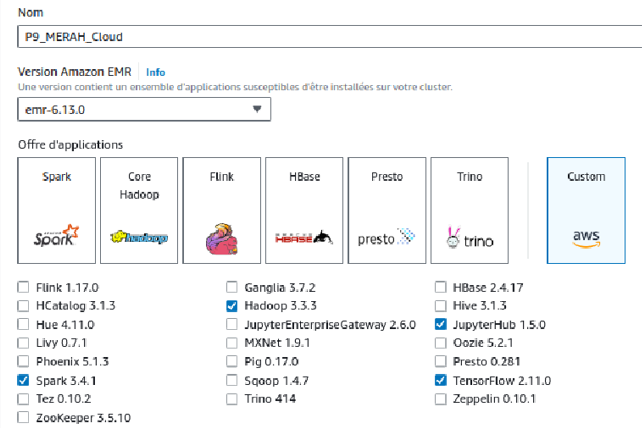 Nom
P9_MERAH_Cloud
Version Amazon EMR Info
Une version contient un ensemble d'applications susceptibles d'être installées sur votre cluster.
emr-6.13.0
Offre d'applications
Spark
Core Hadoop
Flink
HBase
Presto
Trino
Custom
Spark
hadoop
APACHE HBASE
presto
trino
aws
Flink 1.17.0 Ganglia 3.7.2 HBase 2.4.17
HCatalog 3.1.3 Hadoop 3.3.3 Hive 3.1.3
Hue 4.11.0 JupyterEnterpriseGateway 2.6.0 JupyterHub 1.5.0
Livy 0.7.1 MXNet 1.9.1 Oozie 5.2.1
Phoenix 5.1.3 Pig 0.17.0 Presto 0.281
Spark 3.4.1 Sqoop 1.4.7 TensorFlow 2.11.0
Tez 0.10.2 Trino 414 Zeppelin 0.10.1
ZooKeeper 3.5.10